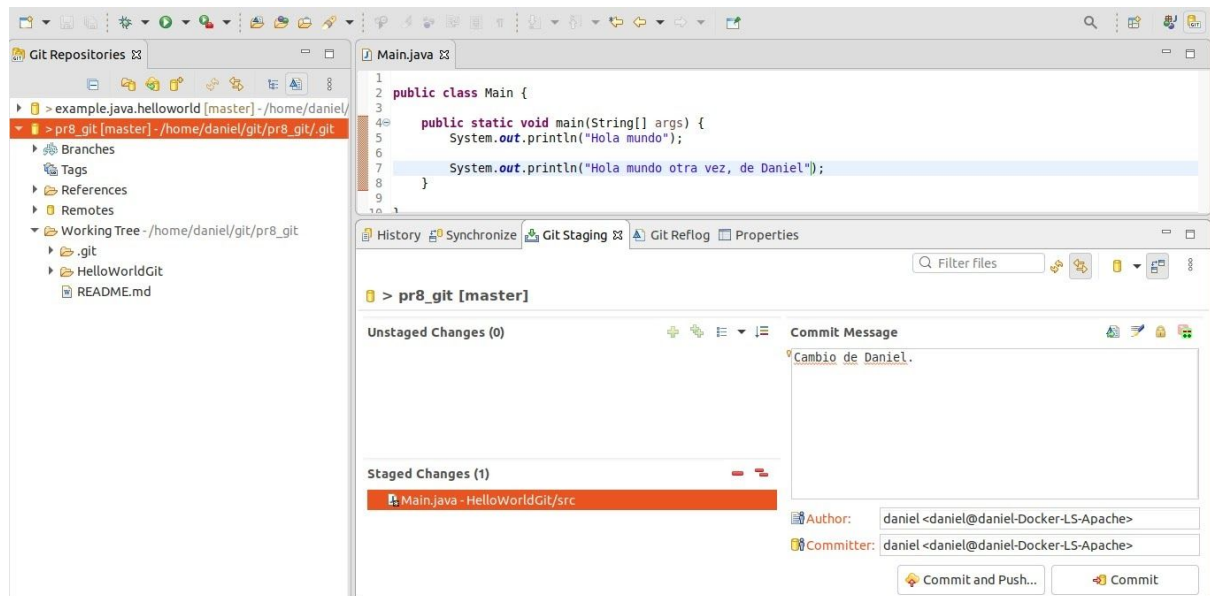 Git Repositories
> example.java.helloworld [master] - /home/daniel/
> pr8_git [master] - /home/daniel/git/pr8_git/.git
Branches
Tags
References
Remotes
Working Tree - /home/daniel/git/pr8_git
.git
HelloWorldGit
README.md
Main.java
1
2 public class Main {
3
4 public static void main(String[] args) {
5 System.out.println("Hola mundo");
6
7 System.out.println("Hola mundo otra vez, de Daniel");
8 }
9
10 }
History Synchronize Git Staging Git Reflog Properties
Filter files
> pr8_git [master]
Unstaged Changes (0)
Staged Changes (1)
Main.java - HelloWorldGit/src
Commit Message
Cambio de Daniel.
Author: daniel <daniel@daniel-Docker-LS-Apache>
Committer: daniel <daniel@daniel-Docker-LS-Apache>
Commit and Push... Commit